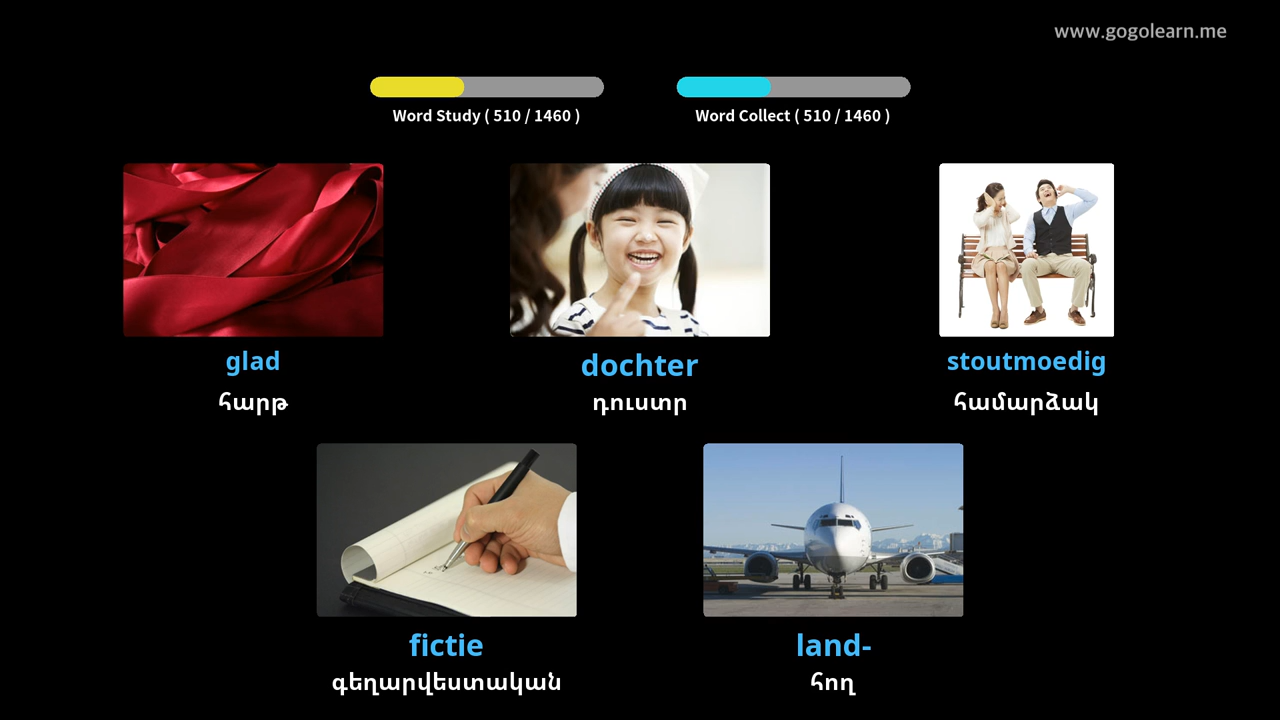 www.gogolearn.me
Word Study ( 510 / 1460 )
Word Collect ( 510 / 1460 )
glad
dochter
stoutmoedig
հարթ
դուստր
համարձակ
fictie
land-
գեղարվեստական
հող